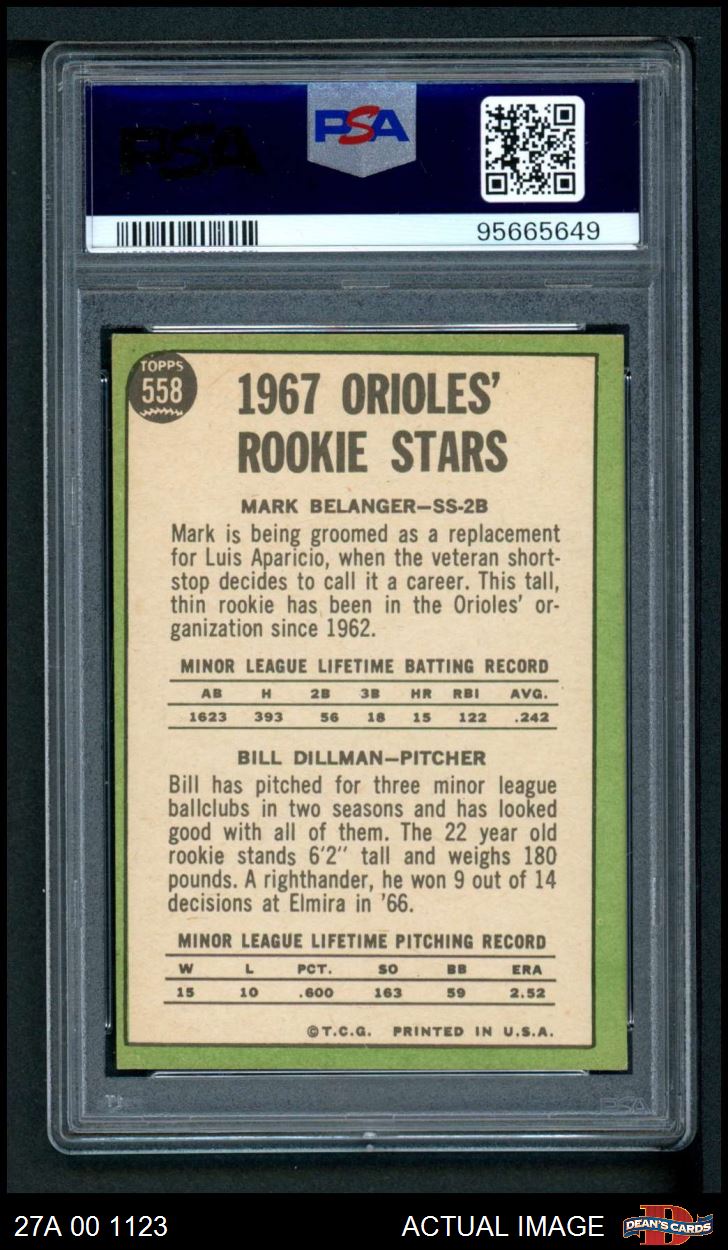 PSA
PSA
95665649
TOPPS
558
1967 ORIOLES'
ROOKIE STARS
MARK BELANGER—SS-2B
Mark is being groomed as a replacement
for Luis Aparicio, when the veteran short-
stop decides to call it a career. This tall,
thin rookie has been in the Orioles' or-
ganization since 1962.
MINOR LEAGUE LIFETIME BATTING RECORD
AB H 2B 3B HR RBI AVG.
1623 393 56 18 15 122 .242
BILL DILLMAN—PITCHER
Bill has pitched for three minor league
ballclubs in two seasons and has looked
good with all of them. The 22 year old
rookie stands 6'2" tall and weighs 180
pounds. A righthander, he won 9 out of 14
decisions at Elmira in '66.
MINOR LEAGUE LIFETIME PITCHING RECORD
W L PCT. SO BB ERA
15 10 .600 163 59 2.52
©T.C.G. PRINTED IN U.S.A.
TJ PSA
27A 00 1123 ACTUAL IMAGE DEAN'S CARDS